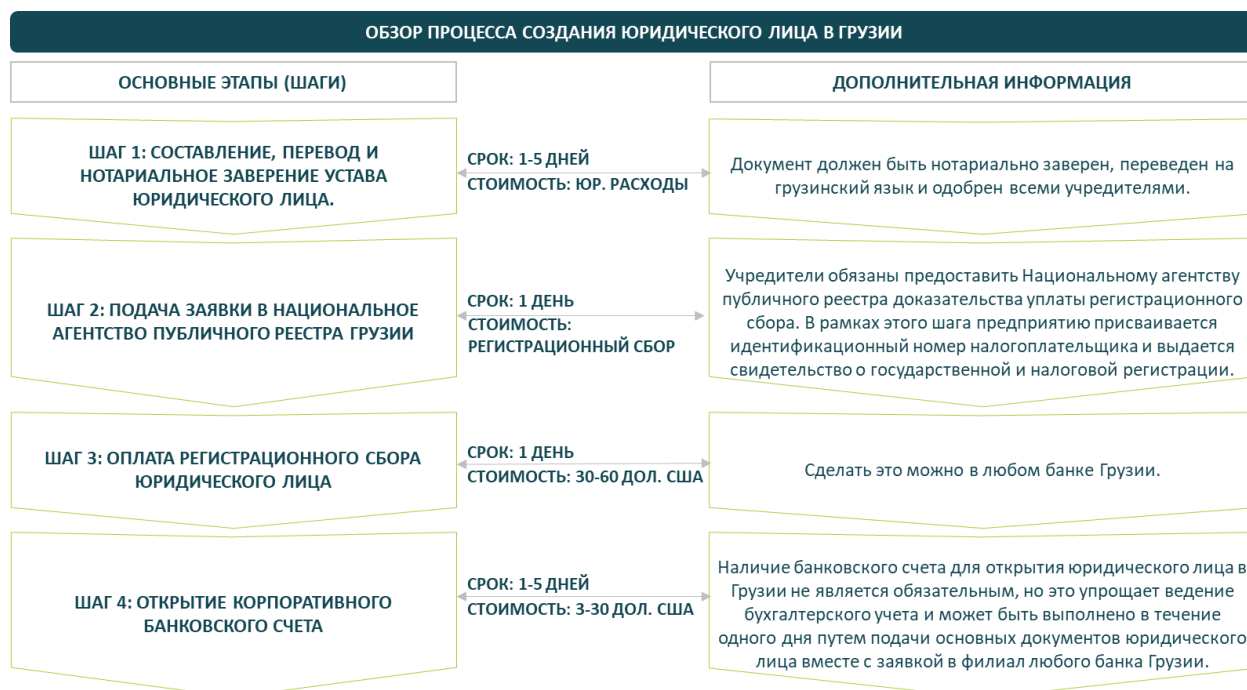 ОБЗОР ПРОЦЕССА СОЗДАНИЯ ЮРИДИЧЕСКОГО ЛИЦА В ГРУЗИИ
ОСНОВНЫЕ ЭТАПЫ (ШАГИ)
ДОПОЛНИТЕЛЬНАЯ ИНФОРМАЦИЯ
ШАГ 1: СОСТАВЛЕНИЕ, ПЕРЕВОД И
НОТАРИАЛЬНОЕ ЗАВЕРЕНИЕ УСТАВА
ЮРИДИЧЕСКОГО ЛИЦА.
СРОК: 1-5 ДНЕЙ
СТОИМОСТЬ: ЮР. РАСХОДЫ
Документ должен быть нотариально заверен, переведен на
грузинский язык и одобрен всеми учредителями.
ШАГ 2: ПОДАЧА ЗАЯВКИ В НАЦИОНАЛЬНОЕ
АГЕНТСТВО ПУБЛИЧНОГО РЕЕСТРА ГРУЗИИ
СРОК: 1 ДЕНЬ
СТОИМОСТЬ:
РЕГИСТРАЦИОННЫЙ СБОР
Учредители обязаны предоставить Национальному агентству
публичного реестра доказательства уплаты регистрационного
сбора. В рамках этого шага предприятию присваивается
идентификационный номер налогоплательщика и выдается
свидетельство о государственной и налоговой регистрации.
ШАГ 3: ОПЛАТА РЕГИСТРАЦИОННОГО СБОРА
ЮРИДИЧЕСКОГО ЛИЦА
СРОК: 1 ДЕНЬ
СТОИМОСТЬ: 30-60 ДОЛ. США
Сделать это можно в любом банке Грузии.
ШАГ 4: ОТКРЫТИЕ КОРПОРАТИВНОГО
БАНКОВСКОГО СЧЕТА
СРОК: 1-5 ДНЕЙ
СТОИМОСТЬ: 3-30 ДОЛ. США
Наличие банковского счета для открытия юридического лица в
Грузии не является обязательным, но это упрощает ведение
бухгалтерского учета и может быть выполнено в течение
одного дня путем подачи основных документов юридического
лица вместе с заявкой в филиал любого банка Грузии.